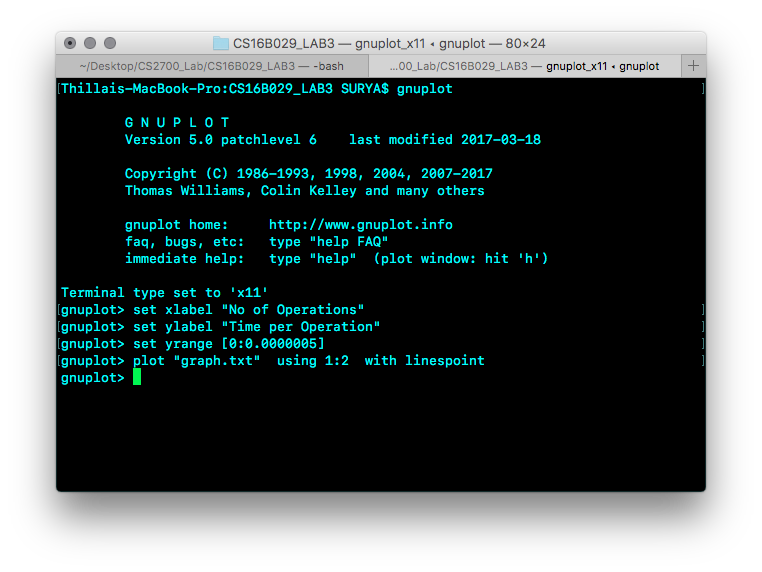 CS16B029_LAB3 — gnuplot_x11 ◂ gnuplot — 80×24
~/Desktop/CS2700_Lab/CS16B029_LAB3 — -bash
...00_Lab/CS16B029_LAB3 — gnuplot_x11 ◂ gnuplot
+
[Thillais-MacBook-Pro:CS16B029_LAB3 SURYA$ gnuplot ]
G N U P L O T
Version 5.0 patchlevel 6    last modified 2017-03-18
Copyright (C) 1986-1993, 1998, 2004, 2007-2017
Thomas Williams, Colin Kelley and many others
gnuplot home:     http://www.gnuplot.info
faq, bugs, etc:   type "help FAQ"
immediate help:   type "help"  (plot window: hit 'h')
Terminal type set to 'x11'
[gnuplot> set xlabel "No of Operations" ]
[gnuplot> set ylabel "Time per Operation" ]
[gnuplot> set yrange [0:0.0000005] ]
[gnuplot> plot "graph.txt"  using 1:2  with linespoint ]
gnuplot>